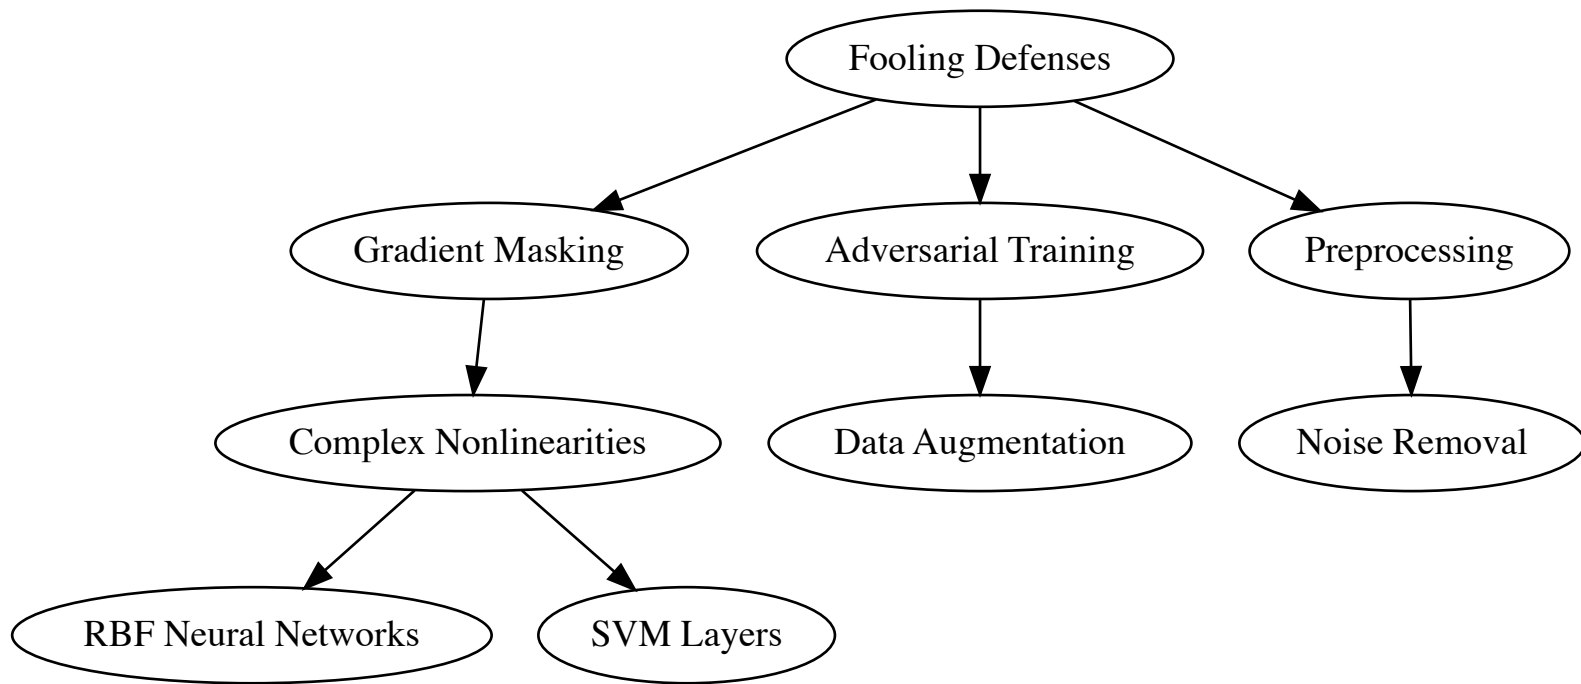 Fooling Defenses
Gradient Masking
Adversarial Training
Preprocessing
Complex Nonlinearities
Data Augmentation
Noise Removal
RBF Neural Networks
SVM Layers